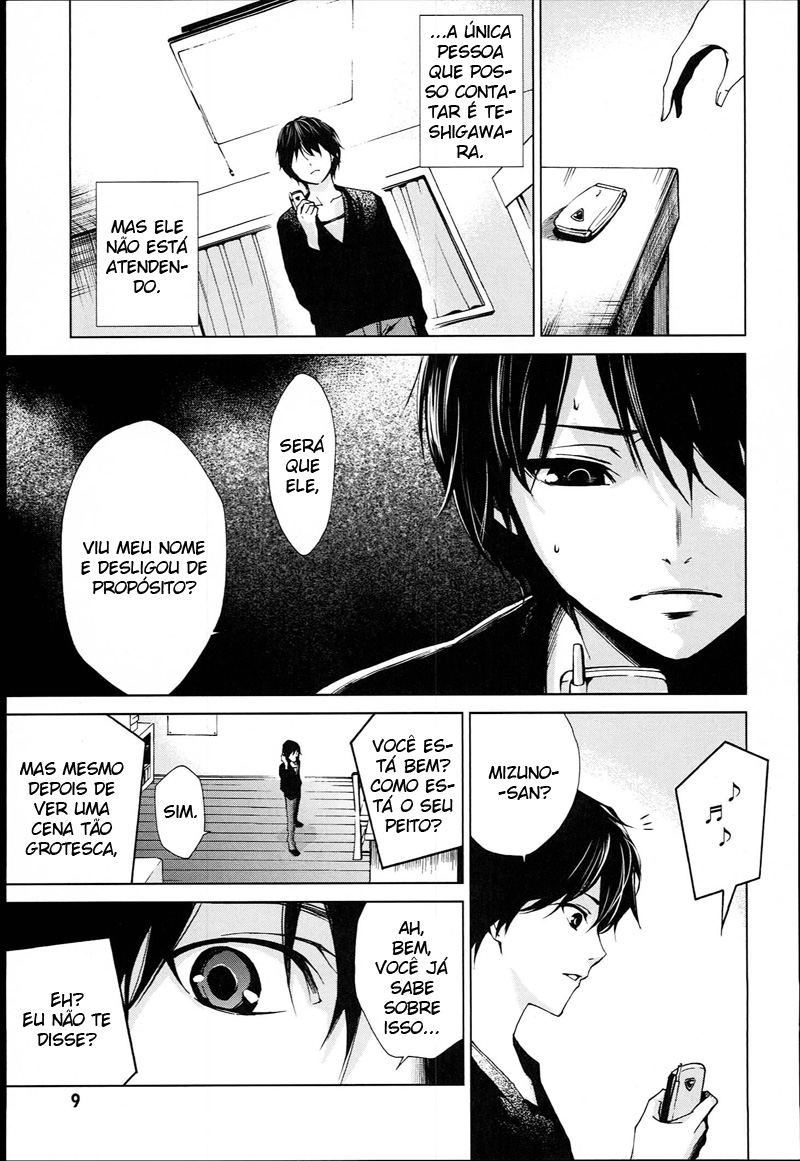 ...A ÚNICA
PESSOA
QUE POS-
SO CONTA-
TAR É TE-
SHIGAWA-
RA.
MAS ELE
NÃO ESTÁ
ATENDEN-
DO.
SERÁ
QUE
ELE,
VIU MEU NOME
E DESLIGOU DE
PROPÓSITO?
MIZUNO-
SAN?
VOCÊ ES-
TÁ BEM?
COMO ES-
TÁ O SEU
PEITO?
SIM.
MAS MESMO
DEPOIS DE
VER UMA
CENA TÃO
GROTESCA,
AH,
BEM,
VOCÊ JÁ
SABE
SOBRE
ISSO...
EH?
EU NÃO TE
DISSE?
9